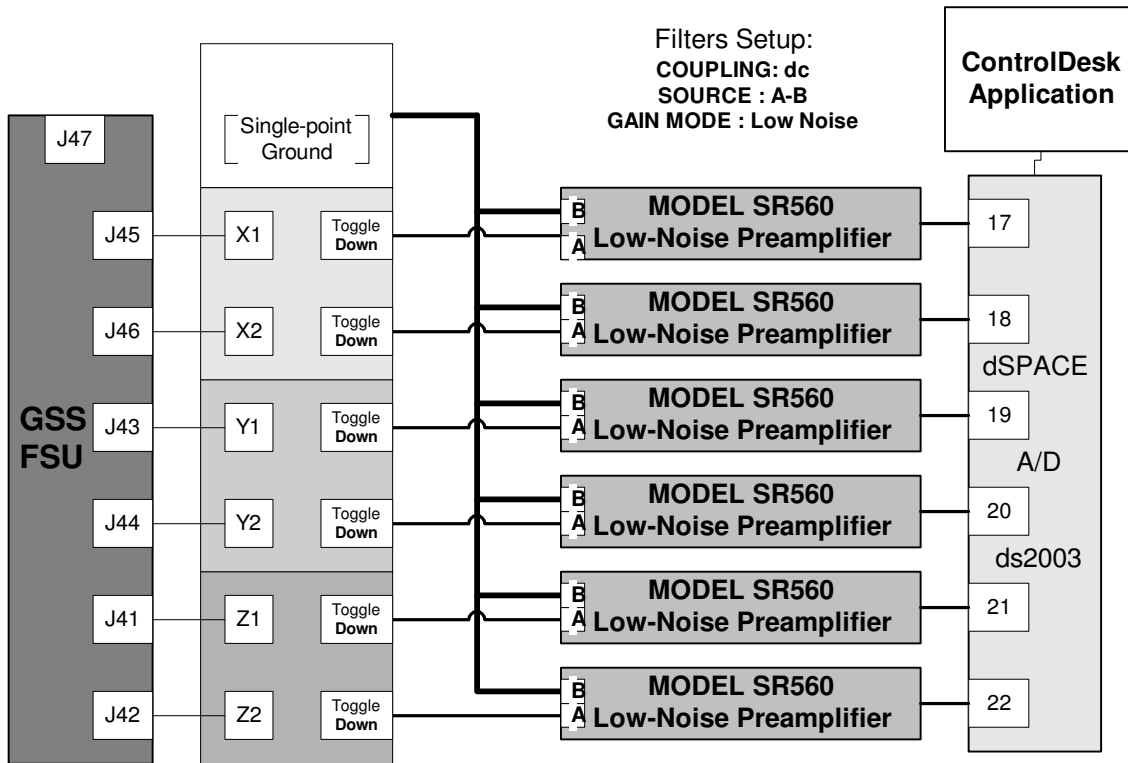 Filters Setup:
COUPLING: dc
SOURCE : A-B
GAIN MODE : Low Noise
ControlDesk
Application
J47
Single-point
Ground
GSS
FSU
J45
X1
Toggle
Down
B
A
MODEL SR560
Low-Noise Preamplifier
17
J46
X2
Toggle
Down
B
A
MODEL SR560
Low-Noise Preamplifier
18
dSPACE
J43
Y1
Toggle
Down
B
A
MODEL SR560
Low-Noise Preamplifier
19
A/D
J44
Y2
Toggle
Down
B
A
MODEL SR560
Low-Noise Preamplifier
20
ds2003
J41
Z1
Toggle
Down
B
A
MODEL SR560
Low-Noise Preamplifier
21
J42
Z2
Toggle
Down
B
A
MODEL SR560
Low-Noise Preamplifier
22